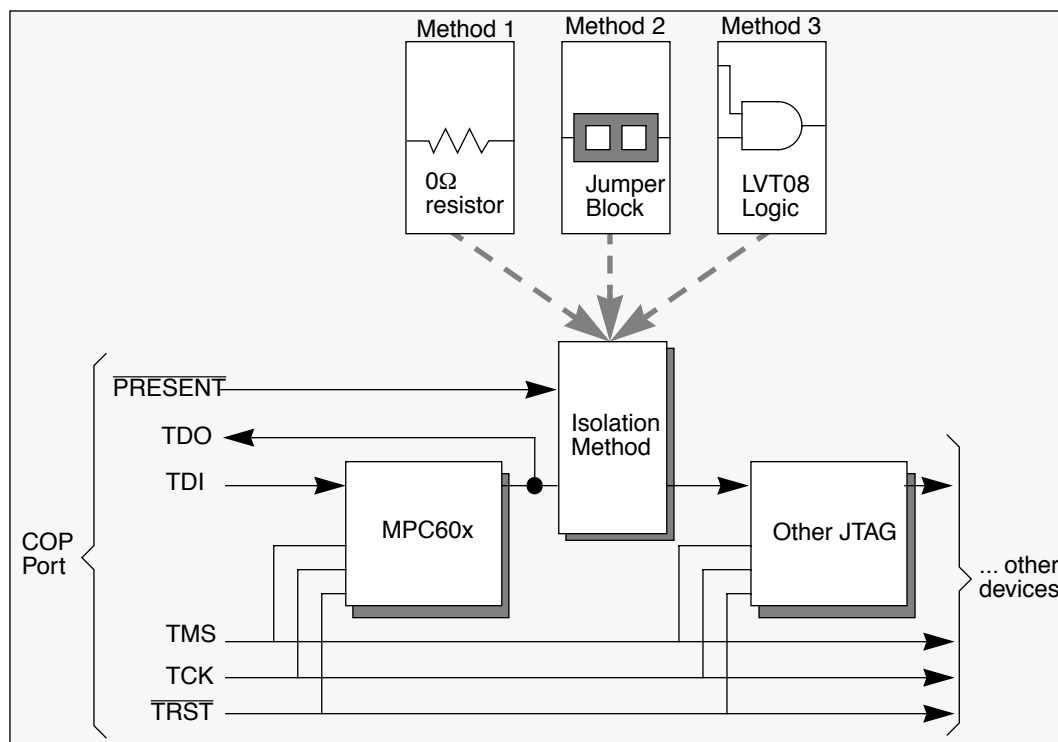 Method 1
Method 2
Method 3
0Ω
resistor
Jumper
Block
LVT08
Logic
PRESENT
TDO
TDI
MPC60x
Isolation
Method
Other JTAG
COP
Port
... other
devices
TMS
TCK
TRST